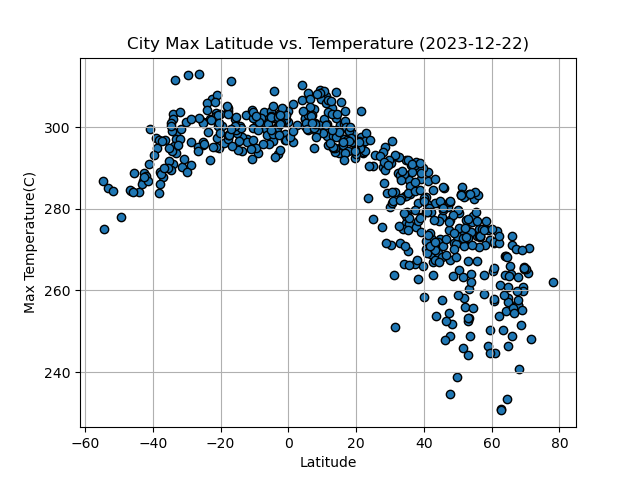 City Max Latitude vs. Temperature (2023-12-22)
Max Temperature(C)
300
280
260
240
−60 −40 −20 0 20 40 60 80
Latitude